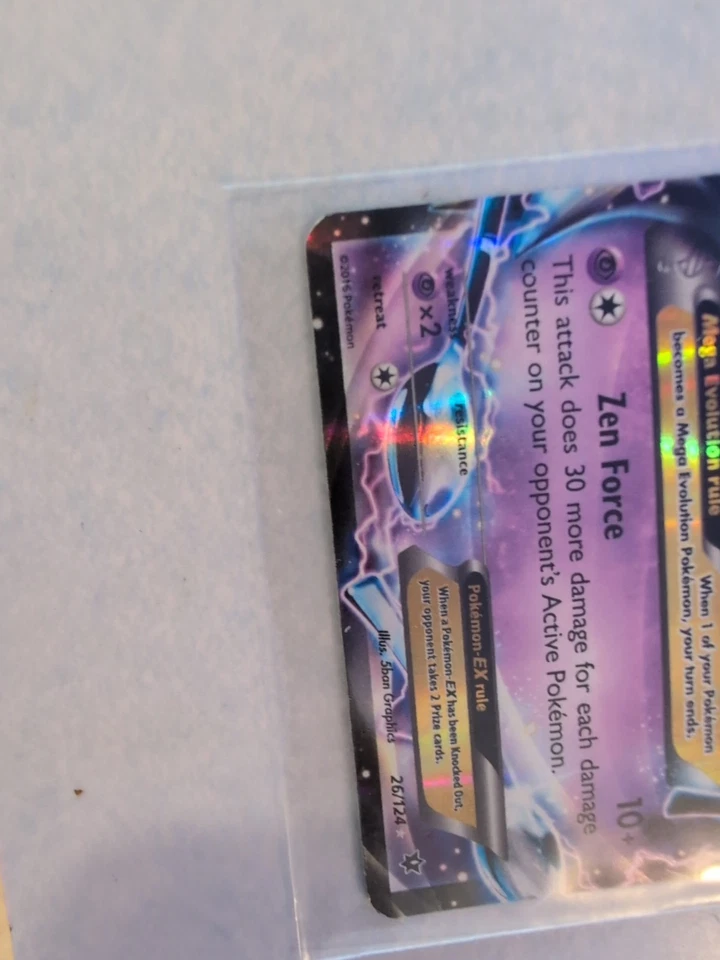 Mega Evolution rule
When 1 of your Pokémon
becomes a Mega Evolution Pokémon, your turn ends.
Zen Force
10+
This attack does 30 more damage for each damage
counter on your opponent's Active Pokémon.
weakness
×2
resistance
retreat
Pokémon-EX rule
When a Pokémon-EX has been Knocked Out,
your opponent takes 2 Prize cards.
©2016 Pokémon
Illus. 5ban Graphics
26/124